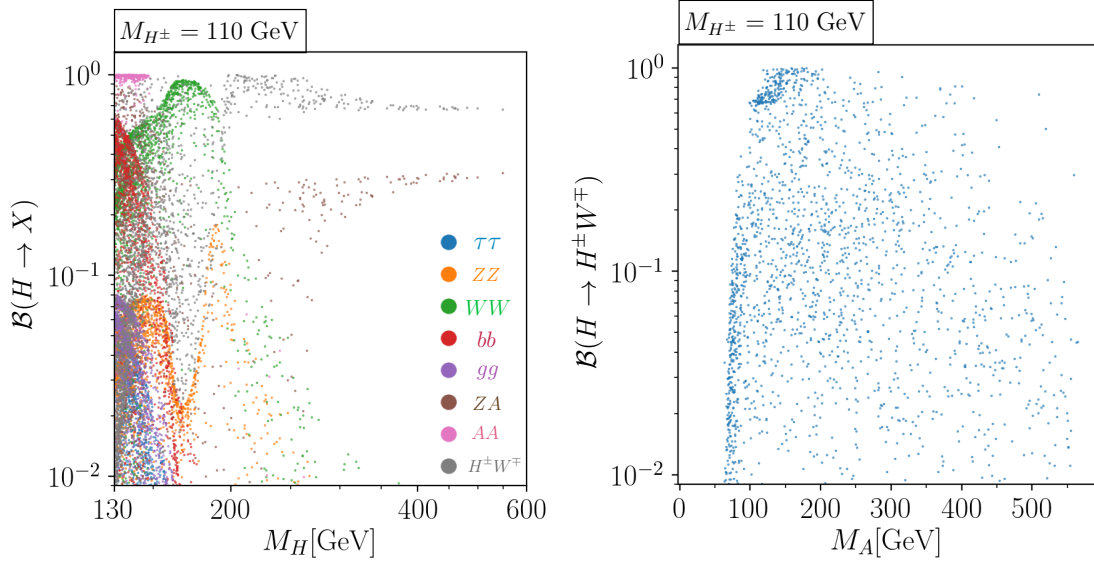 M_{H^±} = 110 GeV
B(H → X)
10^0
10^{-1}
10^{-2}
ττ
ZZ
WW
bb
gg
ZA
AA
H^±W^∓
130 200 400 600
M_H[GeV]
M_{H^±} = 110 GeV
B(H → H^±W^∓)
10^0
10^{-1}
10^{-2}
0 100 200 300 400 500
M_A[GeV]